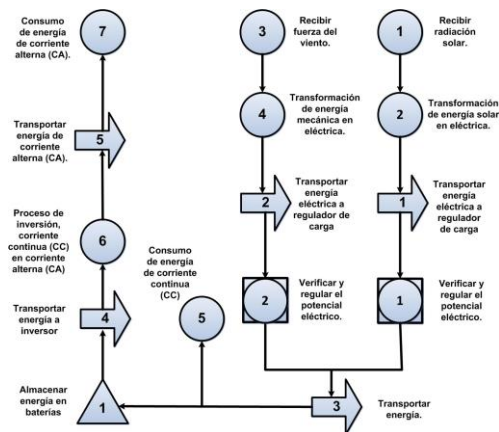 Consumo
de energía
de corriente
alterna (CA).
7
Transportar
energía de
corriente
alterna (CA).
5
Proceso de
inversión,
corriente
continua (CC)
en corriente
alterna (CA)
6
Transportar
energía a
inversor
4
Almacenar
energía en
baterías
1
Consumo
de energía
de corriente
continua
(CC)
5
3
Recibir
fuerza del
viento.
4
Transformación
de energía
mecánica en
eléctrica.
2
Transportar
energía
eléctrica a
regulador de
carga
2
Verificar y
regular el
potencial
eléctrico.
1
Recibir
radiación
solar.
2
Transformación
de energía solar
en eléctrica.
1
Transportar
energía
eléctrica a
regulador de
carga
1
Verificar y
regular el
potencial
eléctrico.
3
Transportar
energía.